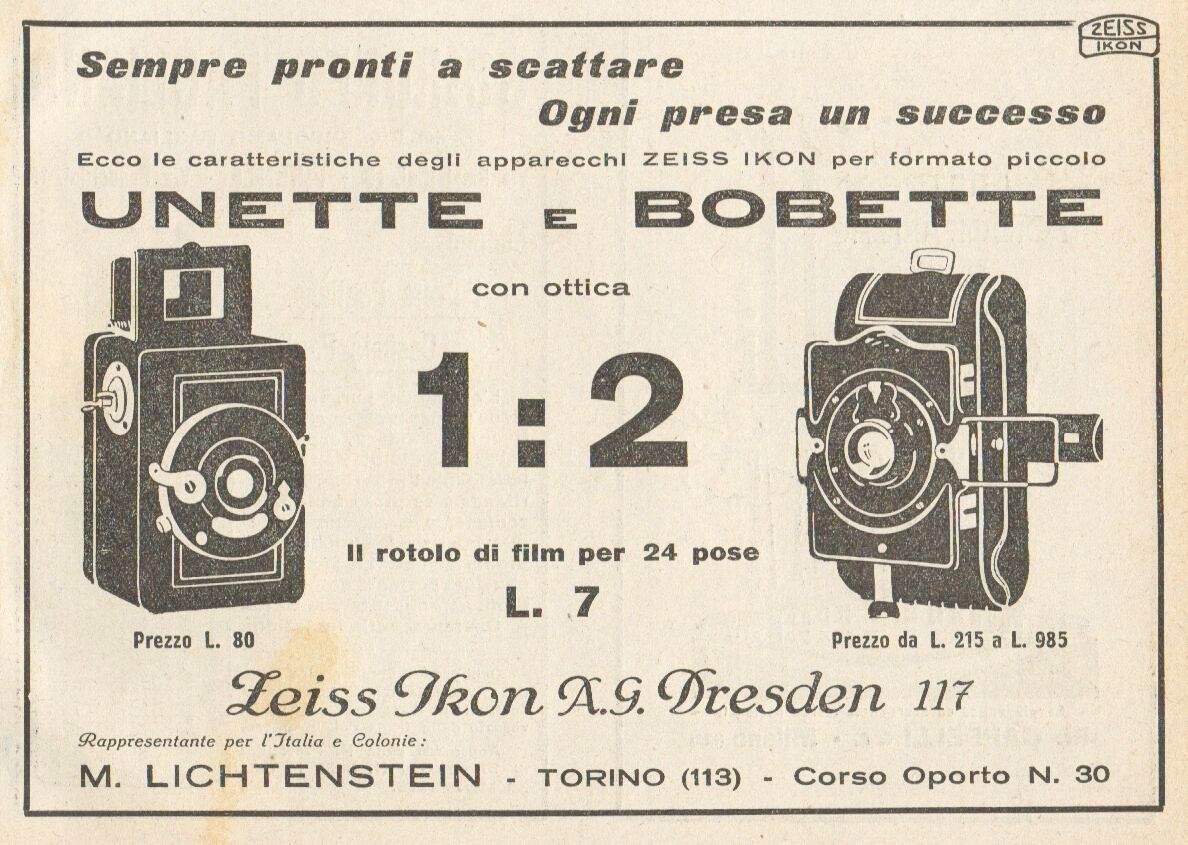 ZEISS
IKON
Sempre pronti a scattare
Ogni presa un successo
Ecco le caratteristiche degli apparecchi ZEISS IKON per formato piccolo
UNETTE E BOBETTE
con ottica
1:2
Il rotolo di film per 24 pose
L. 7
Prezzo L. 80
Prezzo da L. 215 a L. 985
Zeiss Ikon A.G. Dresden 117
Rappresentante per l'Italia e Colonie:
M. LICHTENSTEIN - TORINO (113) - Corso Oporto N. 30